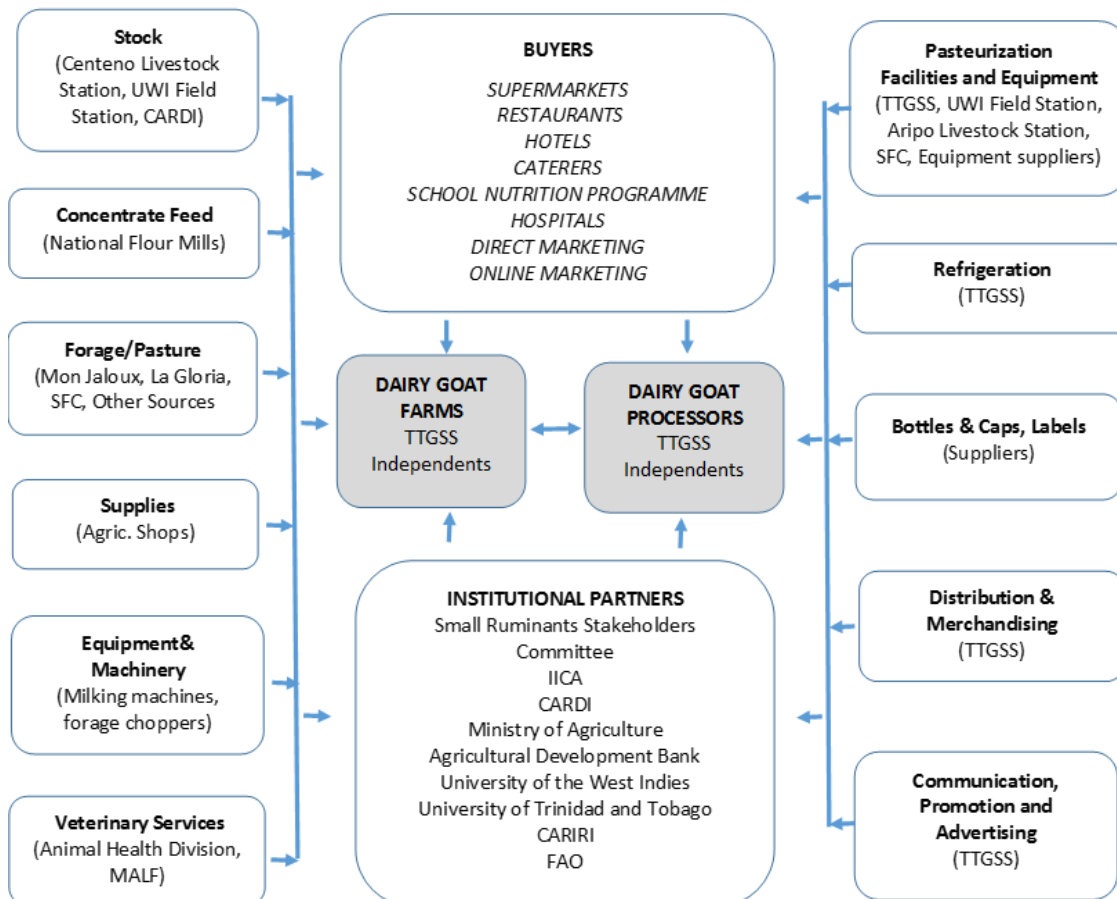 Stock
(Centeno Livestock
Station, UWI Field
Station, CARDI)
Concentrate Feed
(National Flour Mills)
Forage/Pasture
(Mon Jaloux, La Gloria,
SFC, Other Sources
Supplies
(Agric. Shops)
Equipment&
Machinery
(Milking machines,
forage choppers)
Veterinary Services
(Animal Health Division,
MALF)
BUYERS
SUPERMARKETS
RESTAURANTS
HOTELS
CATERERS
SCHOOL NUTRITION PROGRAMME
HOSPITALS
DIRECT MARKETING
ONLINE MARKETING
DAIRY GOAT
FARMS
TTGSS
Independents
DAIRY GOAT
PROCESSORS
TTGSS
Independents
INSTITUTIONAL PARTNERS
Small Ruminants Stakeholders
Committee
IICA
CARDI
Ministry of Agriculture
Agricultural Development Bank
University of the West Indies
University of Trinidad and Tobago
CARIRI
FAO
Pasteurization
Facilities and Equipment
(TTGSS, UWI Field Station,
Aripo Livestock Station,
SFC, Equipment suppliers)
Refrigeration
(TTGSS)
Bottles & Caps, Labels
(Suppliers)
Distribution &
Merchandising
(TTGSS)
Communication,
Promotion and
Advertising
(TTGSS)